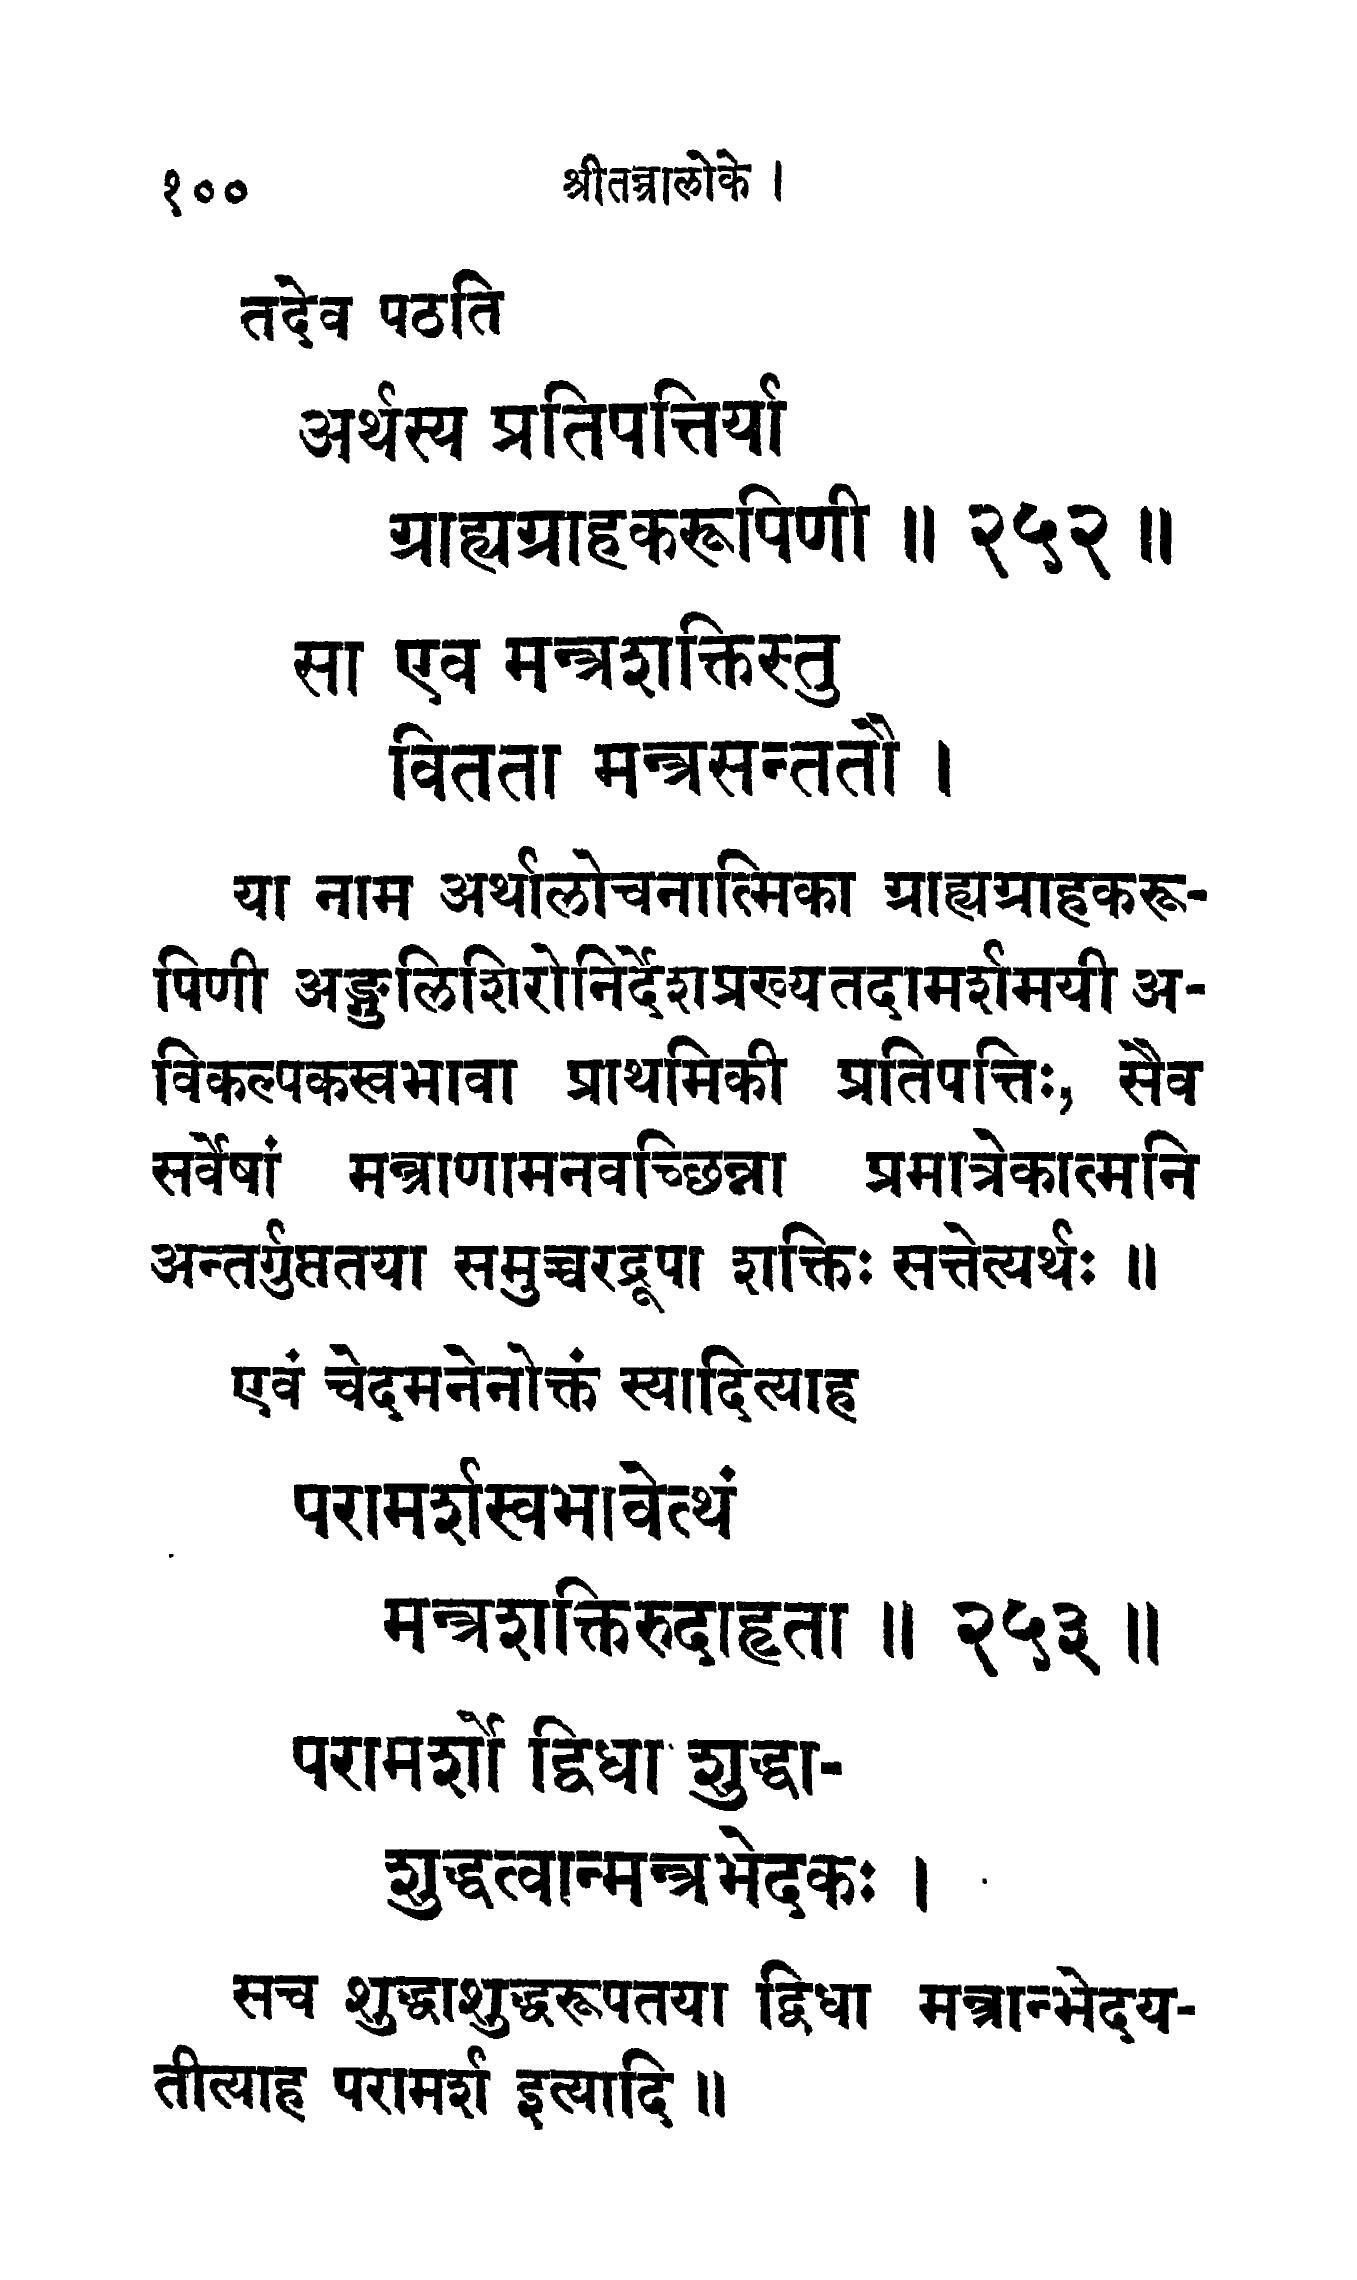 १०० श्रीतन्त्रालोके ।
तदेव पठति
अर्थस्य प्रतिपत्तिर्या
ग्राह्यग्राहकरूपिणी ॥ २५२ ॥
सा एव मन्त्रशक्तिस्तु
वितता मन्त्रसन्ततौ ।
या नाम अर्थालोचनात्मिका ग्राह्यग्राहकरू-
पिणी अङ्गुलिशिरोनिर्देशप्रख्यतदामर्शमयी अ-
विकल्पकस्वभावा प्राथमिकी प्रतिपत्तिः, सैव
सर्वेषां मन्त्राणामनवच्छिन्ना प्रमात्रेकात्मनि
अन्तर्गुप्ततया समुच्चरद्रूपा शक्तिः सत्तेत्यर्थः ॥
एवं चेदमनेनोक्तं स्यादित्याह
परामर्शस्वभावेत्थं
मन्त्रशक्तिरुदाहृता ॥ २५३ ॥
परामर्शो द्विधा शुद्धा-
शुद्धत्वान्मन्त्रभेदकः ।
सच शुद्धाशुद्धरूपतया द्विधा मन्त्रान्भेदय-
तीत्याह परामर्श इत्यादि ॥